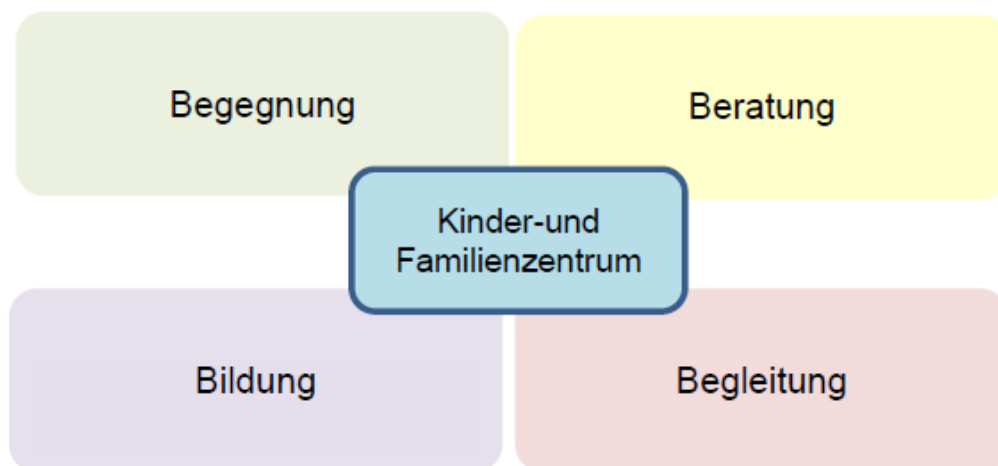 Begegnung
Beratung
Kinder-und
Familienzentrum
Bildung
Begleitung